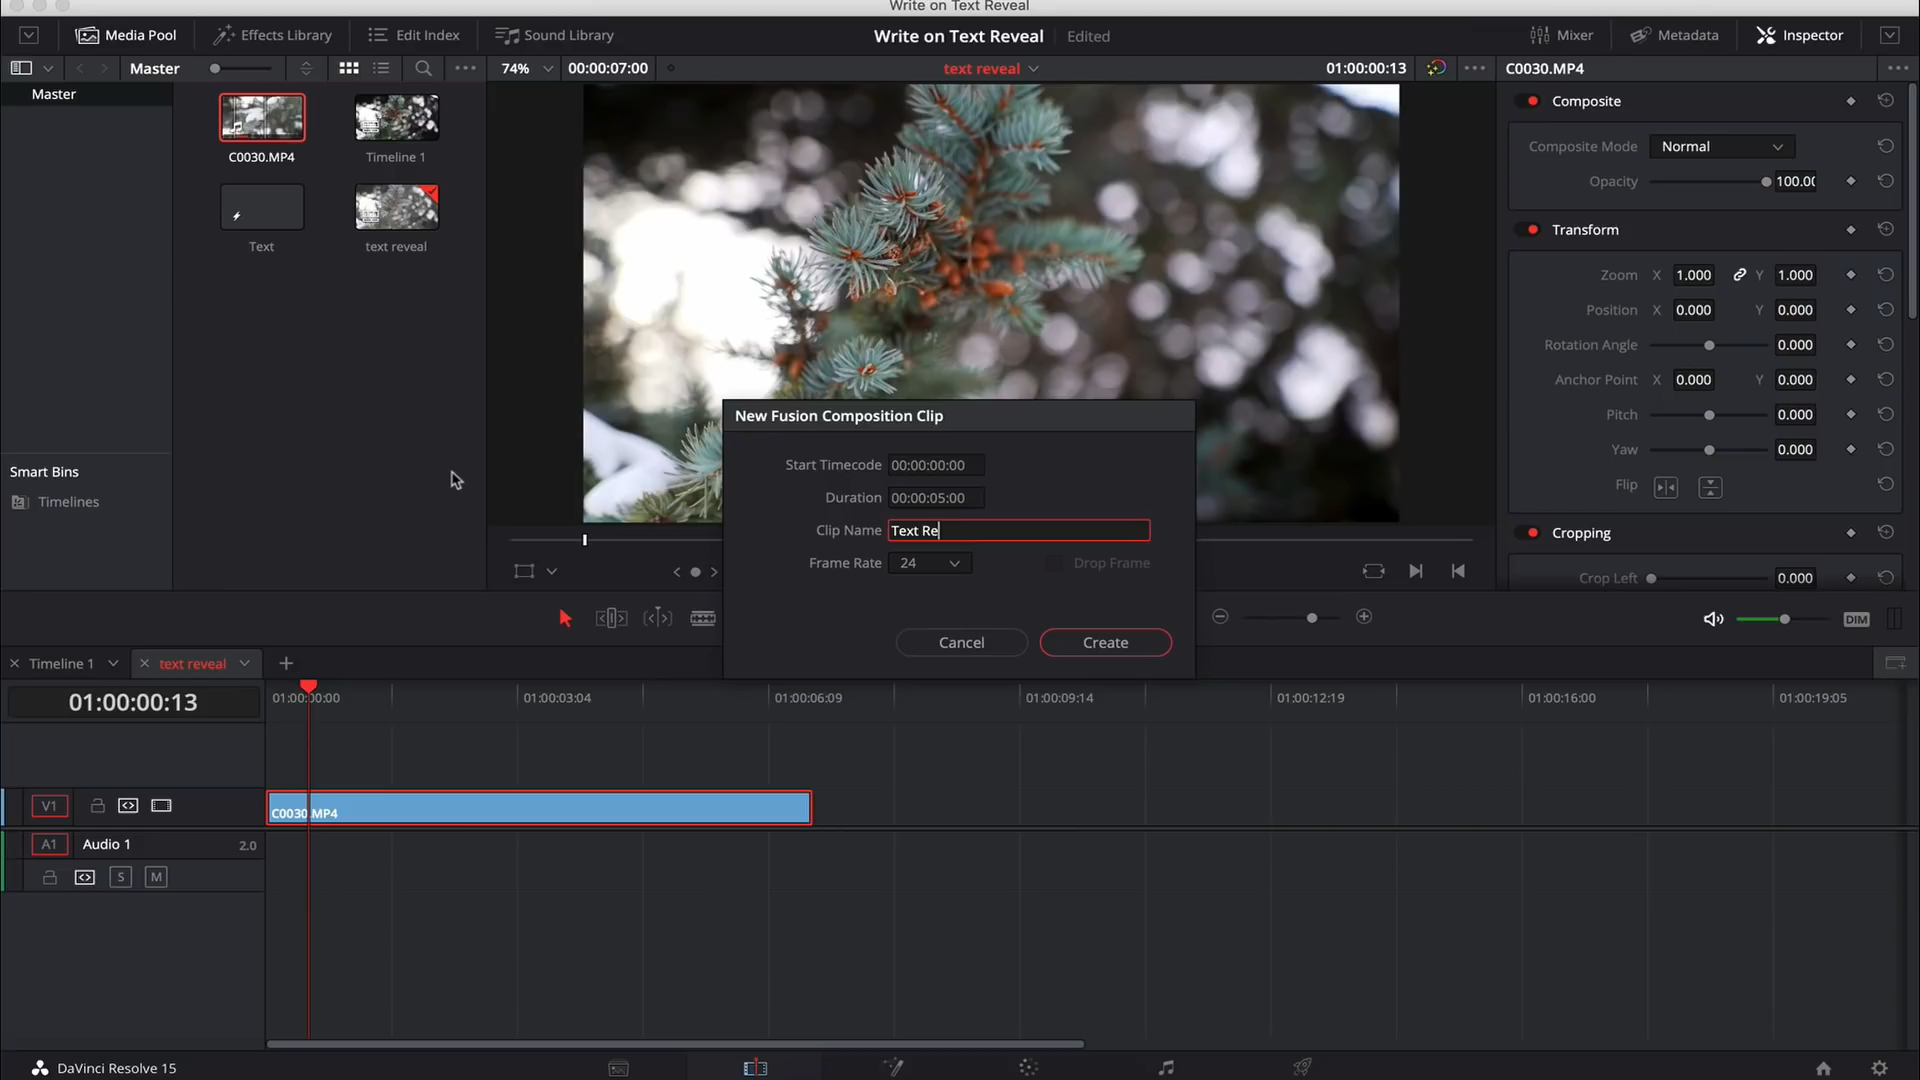 Write on Text Reveal
Media Pool
Effects Library
Edit Index
Sound Library
Write on Text Reveal
Edited
Mixer
Metadata
Inspector
Master
74%
00:00:07:00
text reveal
01:00:00:13
C0030.MP4
Master
C0030.MP4
Timeline 1
Text
text reveal
Smart Bins
Timelines
Composite
Composite Mode
Normal
Opacity
100.00
Transform
Zoom X 1.000 Y 1.000
Position X 0.000 Y 0.000
Rotation Angle 0.000
Anchor Point X 0.000 Y 0.000
Pitch 0.000
Yaw 0.000
Flip
Cropping
Crop Left 0.000
New Fusion Composition Clip
Start Timecode 00:00:00:00
Duration 00:00:05:00
Clip Name Text Re
Frame Rate 24
Drop Frame
Cancel
Create
DIM
Timeline 1
text reveal
01:00:00:13
01:00:00:00
01:00:03:04
01:00:06:09
01:00:09:14
01:00:12:19
01:00:16:00
01:00:19:05
V1
C0030.MP4
A1
Audio 1
2.0
S
M
DaVinci Resolve 15